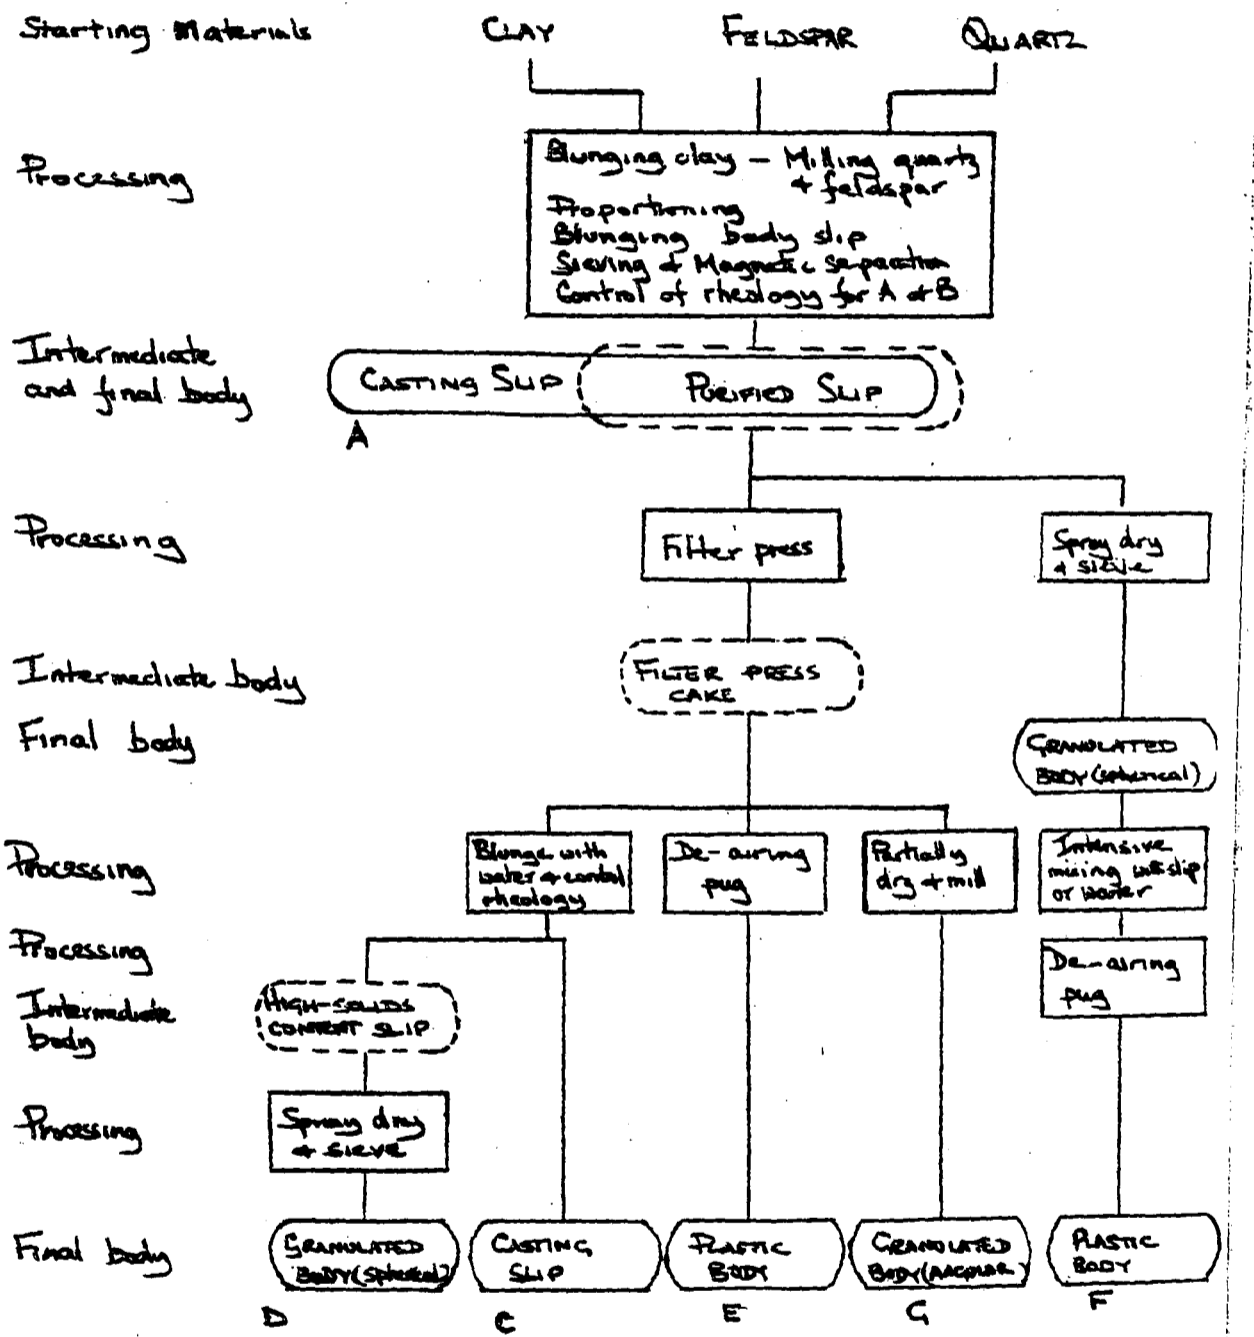 Starting Materials
CLAY
FELDSPAR
QUARTZ
Processing
Blunging clay — Milling quartz
+ feldspar
Proportioning
Blunging body slip
Sieving + Magnetic separation
Control of rheology for A + B
Intermediate
and final body
CASTING SLIP
PURIFIED SLIP
A
Processing
Filter press
Spray dry
+ sieve
Intermediate body
FILTER PRESS
CAKE
Final body
GRANULATED
BODY (spherical)
Processing
Blunge with
water + control
rheology
De-airing
pug
Partially
dry + mill
Intensive
mixing with slip
or water
Processing
De-airing
pug
Intermediate
body
HIGH-SOLIDS
CONTENT SLIP
Processing
Spray dry
+ sieve
Final body
GRANULATED
BODY (Spherical)
CASTING
SLIP
PLASTIC
BODY
GRANULATED
BODY (ANGULAR)
PLASTIC
BODY
D
C
E
G
F